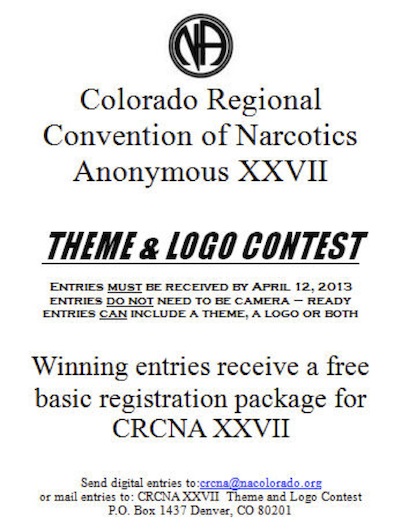 NA
Colorado Regional
Convention of Narcotics
Anonymous XXVII
THEME & LOGO CONTEST
ENTRIES MUST BE RECEIVED BY APRIL 12, 2013
ENTRIES DO NOT NEED TO BE CAMERA – READY
ENTRIES CAN INCLUDE A THEME, A LOGO OR BOTH
Winning entries receive a free
basic registration package for
CRCNA XXVII
Send digital entries to:crcna@nacolorado.org
or mail entries to: CRCNA XXVII Theme and Logo Contest
P.O. Box 1437 Denver, CO 80201